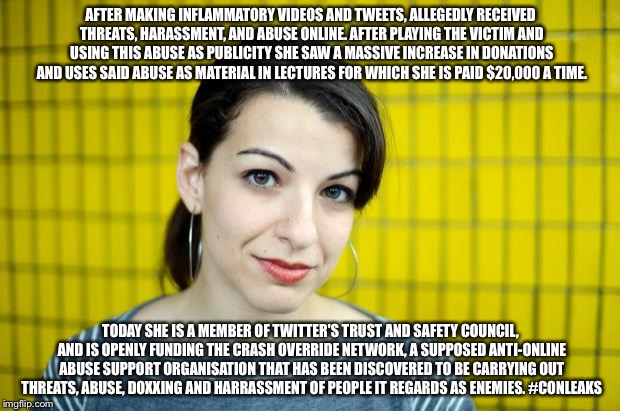 AFTER MAKING INFLAMMATORY VIDEOS AND TWEETS, ALLEGEDLY RECEIVED
THREATS, HARASSMENT, AND ABUSE ONLINE. AFTER PLAYING THE VICTIM AND
USING THIS ABUSE AS PUBLICITY SHE SAW A MASSIVE INCREASE IN DONATIONS
AND USES SAID ABUSE AS MATERIAL IN LECTURES FOR WHICH SHE IS PAID $20,000 A TIME.
TODAY SHE IS A MEMBER OF TWITTER'S TRUST AND SAFETY COUNCIL,
AND IS OPENLY FUNDING THE CRASH OVERRIDE NETWORK, A SUPPOSED ANTI-ONLINE
ABUSE SUPPORT ORGANISATION THAT HAS BEEN DISCOVERED TO BE CARRYING OUT
THREATS, ABUSE, DOXXING AND HARRASSMENT OF PEOPLE IT REGARDS AS ENEMIES. #CONLEAKS
imgflip.com